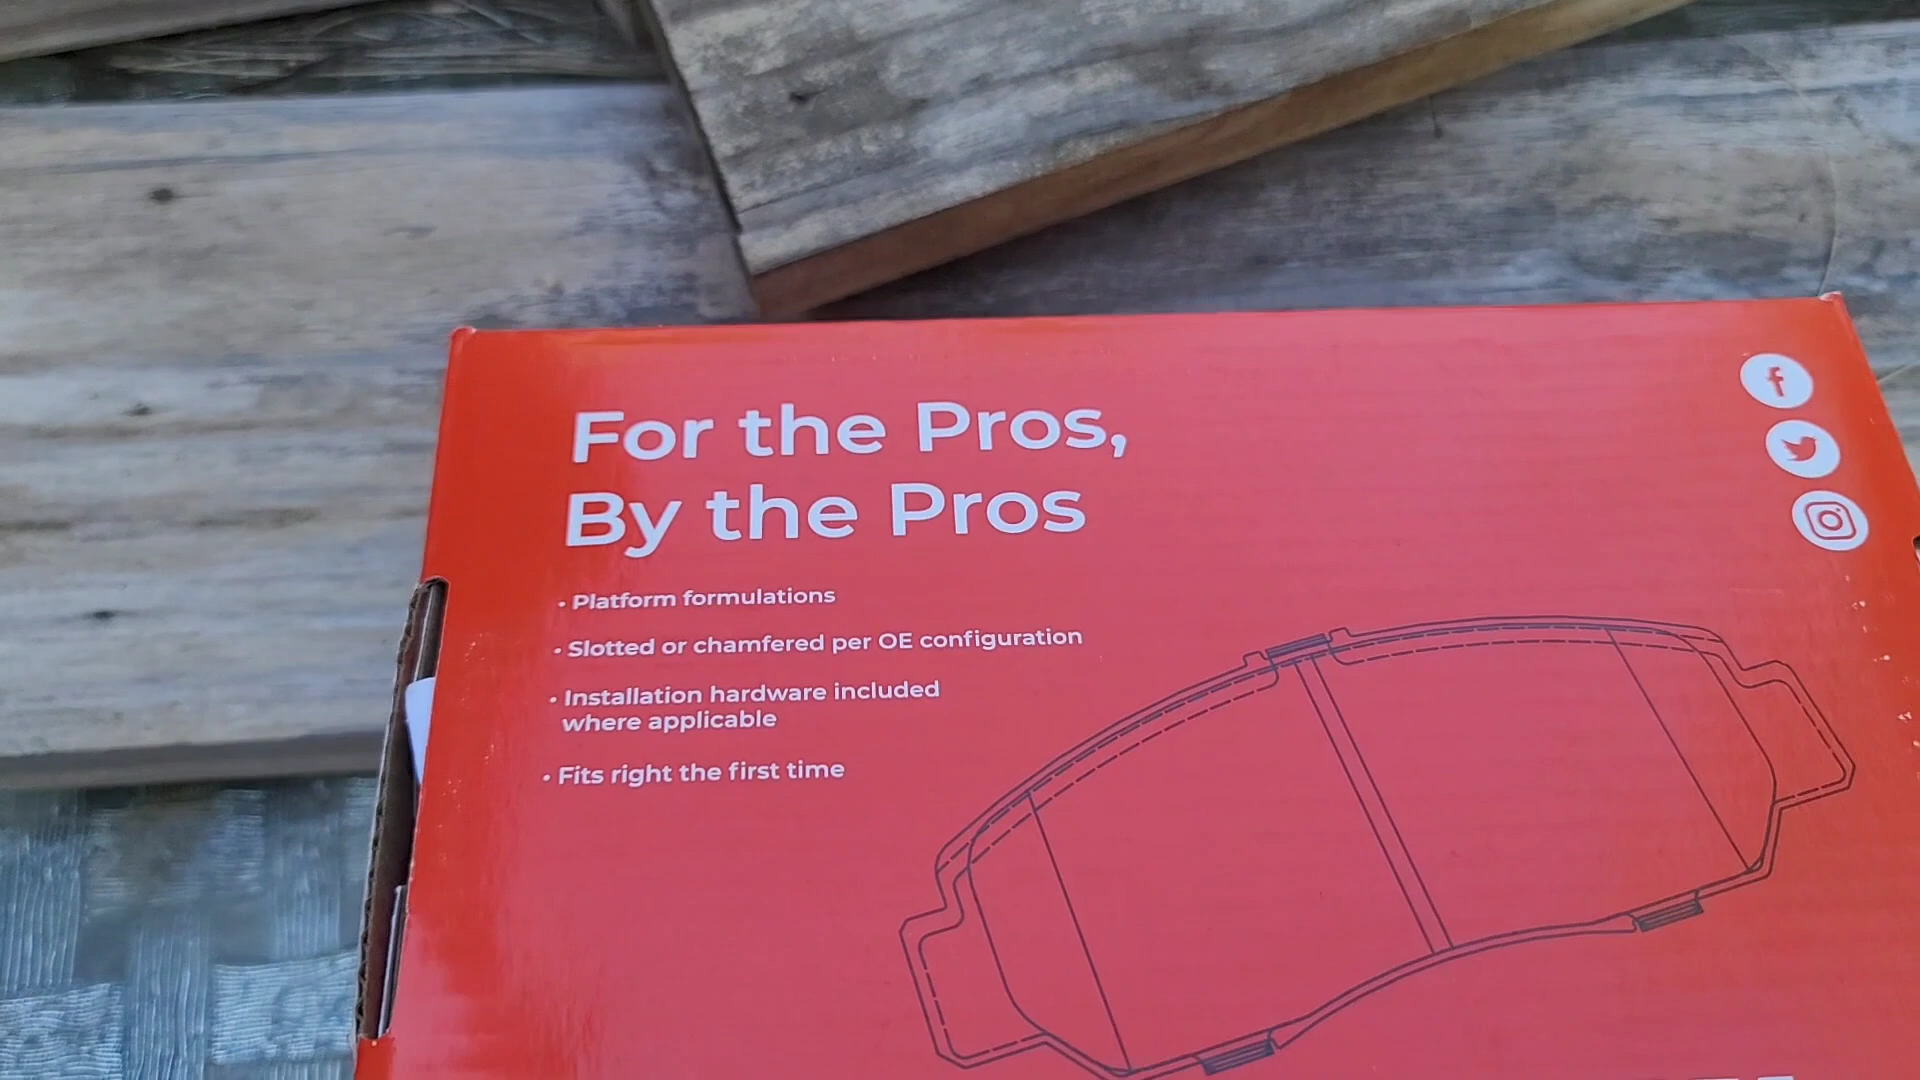 For the Pros,
By the Pros
• Platform formulations
• Slotted or chamfered per OE configuration
• Installation hardware included
where applicable
• Fits right the first time